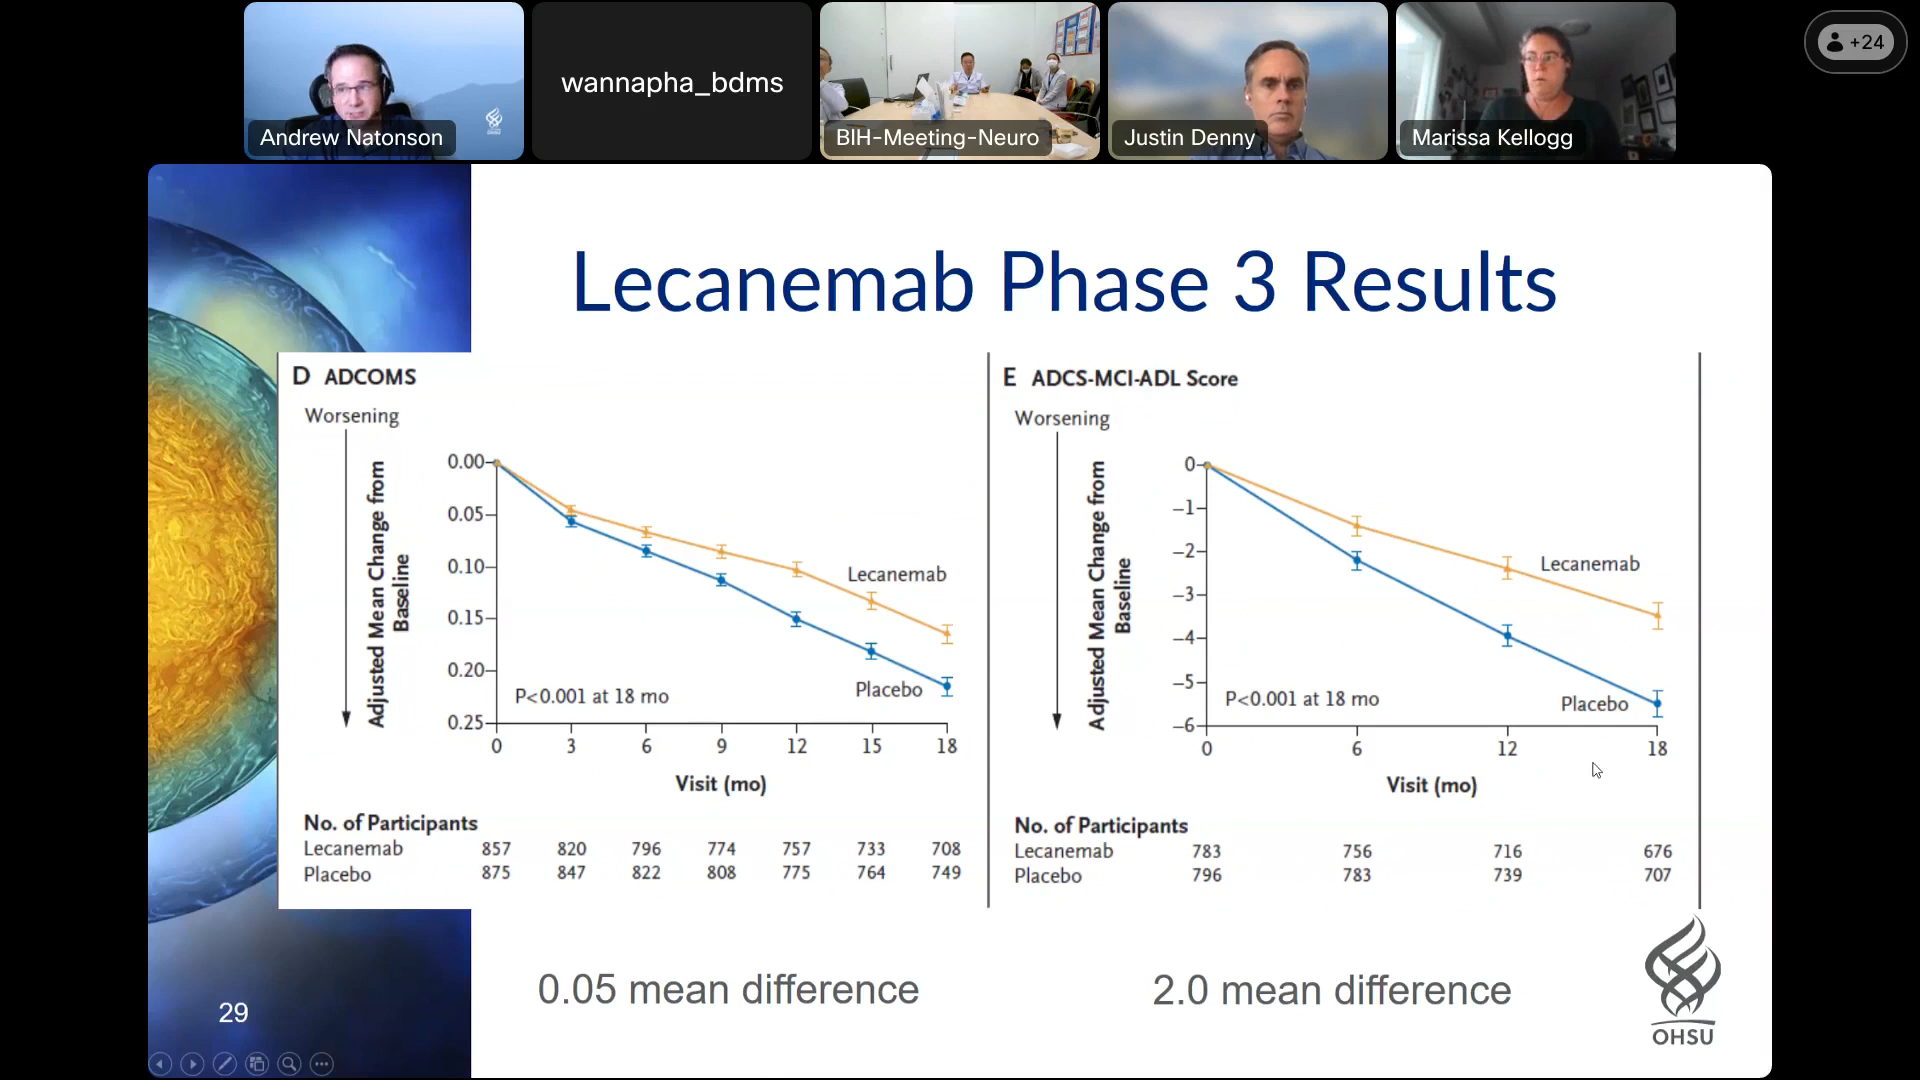 Andrew Natonson
wannapha_bdms
BIH-Meeting-Neuro
Justin Denny
Marissa Kellogg
+24
OHSU
Lecanemab Phase 3 Results
D ADCOMS
Worsening
Adjusted Mean Change from
Baseline
0.00
0.05
0.10
0.15
0.20
0.25
Lecanemab
Placebo
P<0.001 at 18 mo
0 3 6 9 12 15 18
Visit (mo)
No. of Participants
Lecanemab 857 820 796 774 757 733 708
Placebo 875 847 822 808 775 764 749
E ADCS-MCI-ADL Score
Worsening
Adjusted Mean Change from
Baseline
0
−1
−2
−3
−4
−5
−6
Lecanemab
Placebo
P<0.001 at 18 mo
0 6 12 18
Visit (mo)
No. of Participants
Lecanemab 783 756 716 676
Placebo 796 783 739 707
0.05 mean difference
2.0 mean difference
29
OHSU